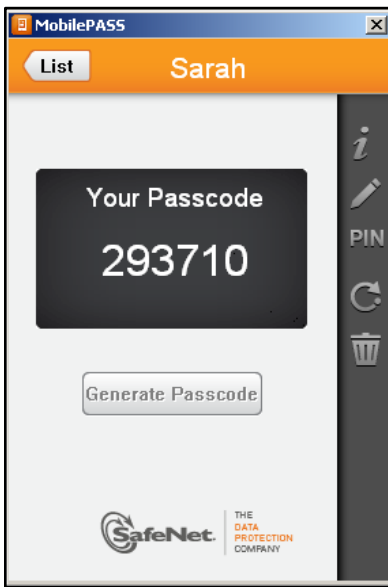 MobilePASS
List
Sarah
Your Passcode
293710
Generate Passcode
i
PIN
SafeNet.
THE
DATA
PROTECTION
COMPANY